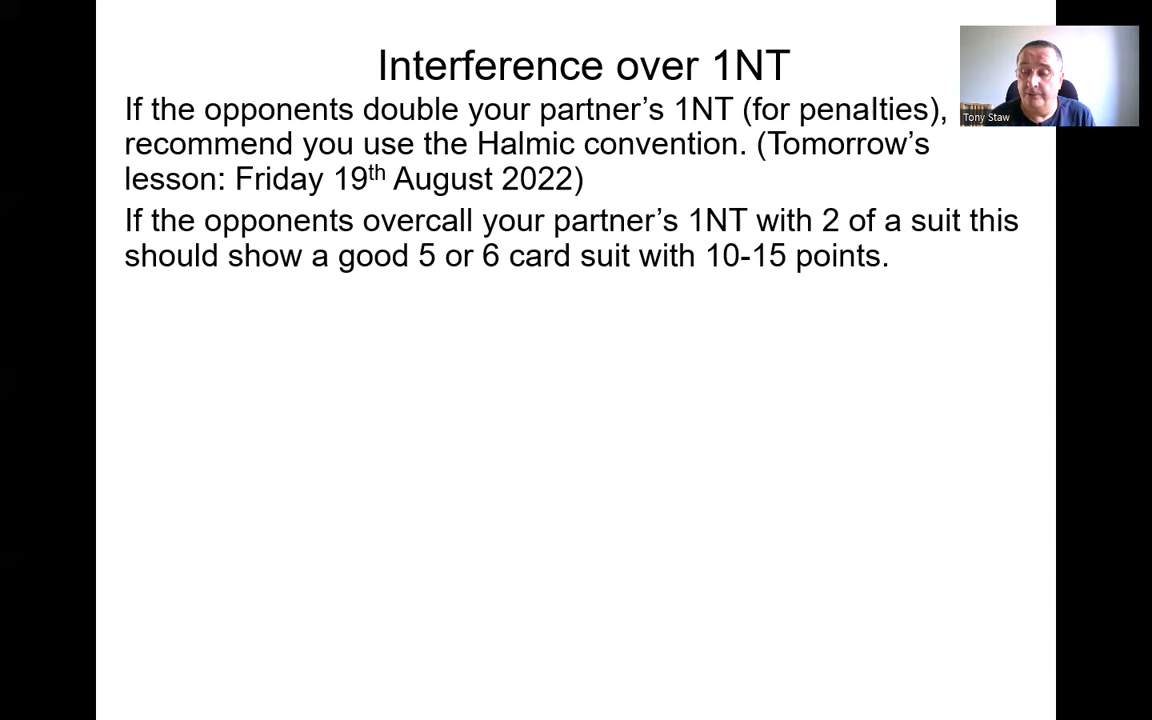 Interference over 1NT
If the opponents double your partner's 1NT (for penalties),
recommend you use the Halmic convention. (Tomorrow's
lesson: Friday 19th August 2022)
If the opponents overcall your partner's 1NT with 2 of a suit this
should show a good 5 or 6 card suit with 10-15 points.
Tony Staw